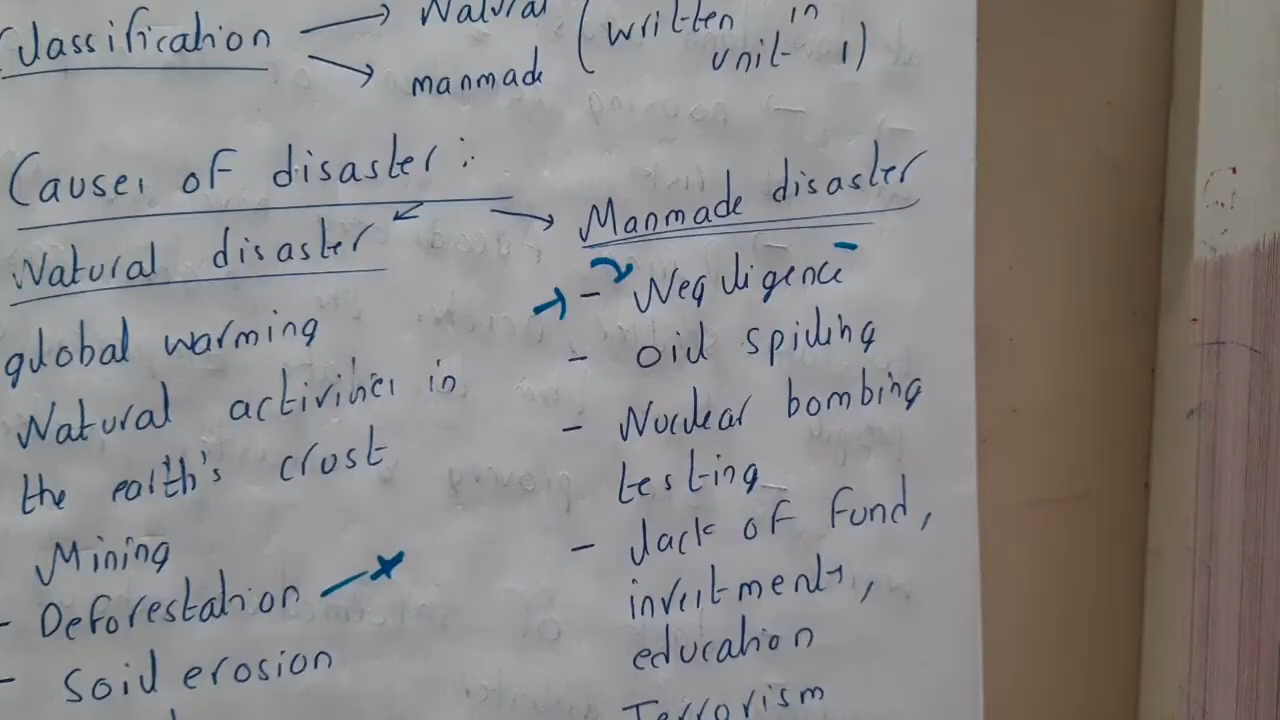 Classification → Natural (written in
→ manmade unit- 1)
Causes of disaster :
Natural disaster
global warming
Natural activities in
the earth's crust
Mining
- Deforestation
- Soil erosion
→ Manmade disaster
- Negligence
- oil spilling
- Nuclear bombing
testing
- lack of fund,
investments,
education
Terrorism